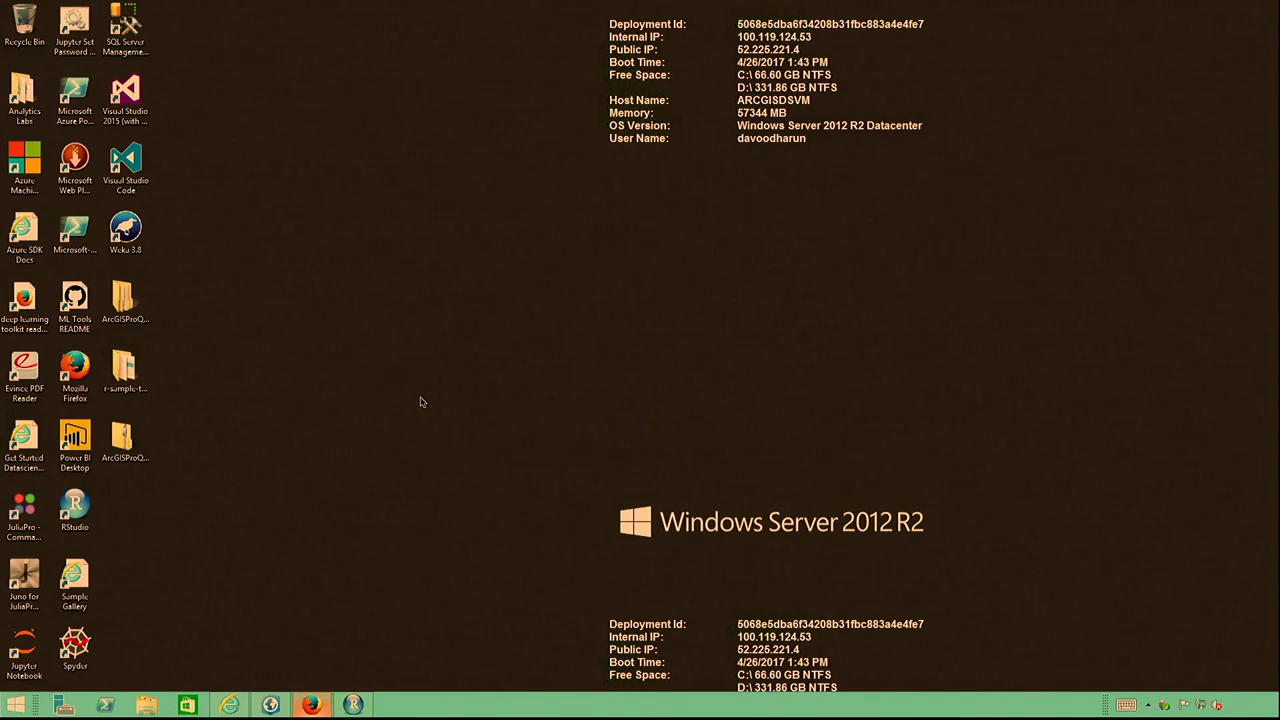 Recycle Bin
Jupyter Set
Password ...
SQL Server
Manageme...
Analytics
Labs
Microsoft
Azure Po...
Visual Studio
2015 (with ...
Azure
Machi...
Microsoft
Web Pl...
Visual Studio
Code
Azure SDK
Docs
Microsoft-...
Weka 3.8
deep learning
toolkit read...
ML Tools
README
ArcGISProQ...
Evince PDF
Reader
Mozilla
Firefox
r-sample-t...
Get Started
Datascien...
Power BI
Desktop
ArcGISProQ...
JuliaPro -
Comma...
RStudio
Juno for
JuliaPr...
Sample
Gallery
Jupyter
Notebook
Spyder
Deployment Id: 5068e5dba6f34208b31fbc883a4e4fe7
Internal IP: 100.119.124.53
Public IP: 52.225.221.4
Boot Time: 4/26/2017 1:43 PM
Free Space: C:\ 66.60 GB NTFS
D:\ 331.86 GB NTFS
Host Name: ARCGISDSVM
Memory: 57344 MB
OS Version: Windows Server 2012 R2 Datacenter
User Name: davoodharun
Windows Server 2012 R2
Deployment Id: 5068e5dba6f34208b31fbc883a4e4fe7
Internal IP: 100.119.124.53
Public IP: 52.225.221.4
Boot Time: 4/26/2017 1:43 PM
Free Space: C:\ 66.60 GB NTFS
D:\ 331.86 GB NTFS